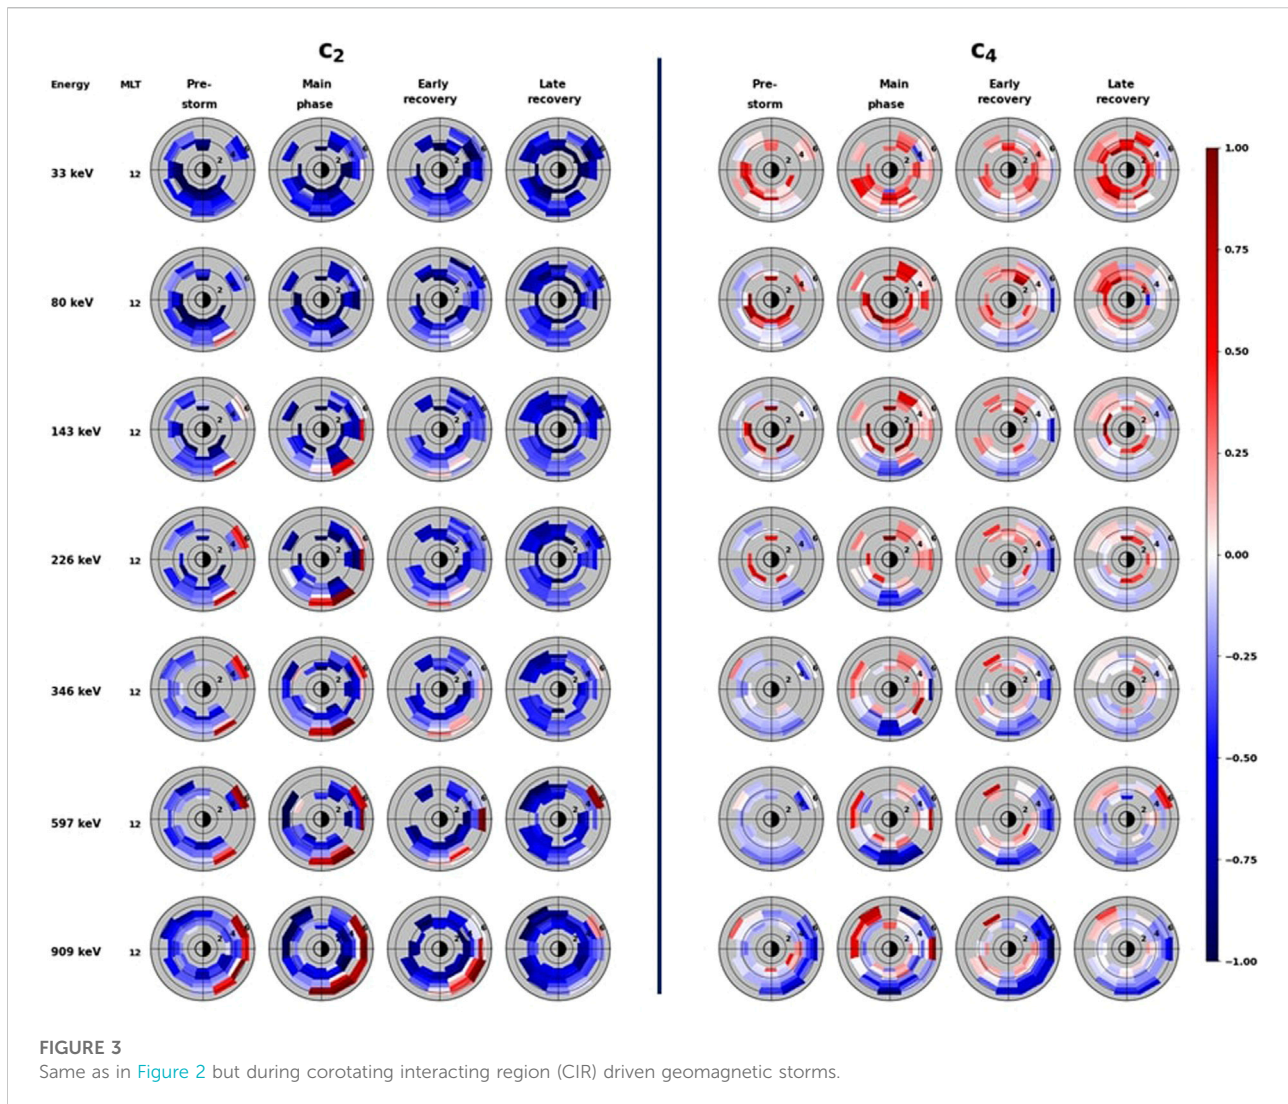 c2 c4
Energy MLT Pre- Main Early Late Pre- Main Early Late
storm phase recovery recovery storm phase recovery recovery
33 keV 12
80 keV 12
143 keV 12
226 keV 12
346 keV 12
597 keV 12
909 keV 12
2 4 6
1.00
0.75
0.50
0.25
0.00
−0.25
−0.50
−0.75
−1.00
FIGURE 3
Same as in Figure 2 but during corotating interacting region (CIR) driven geomagnetic storms.